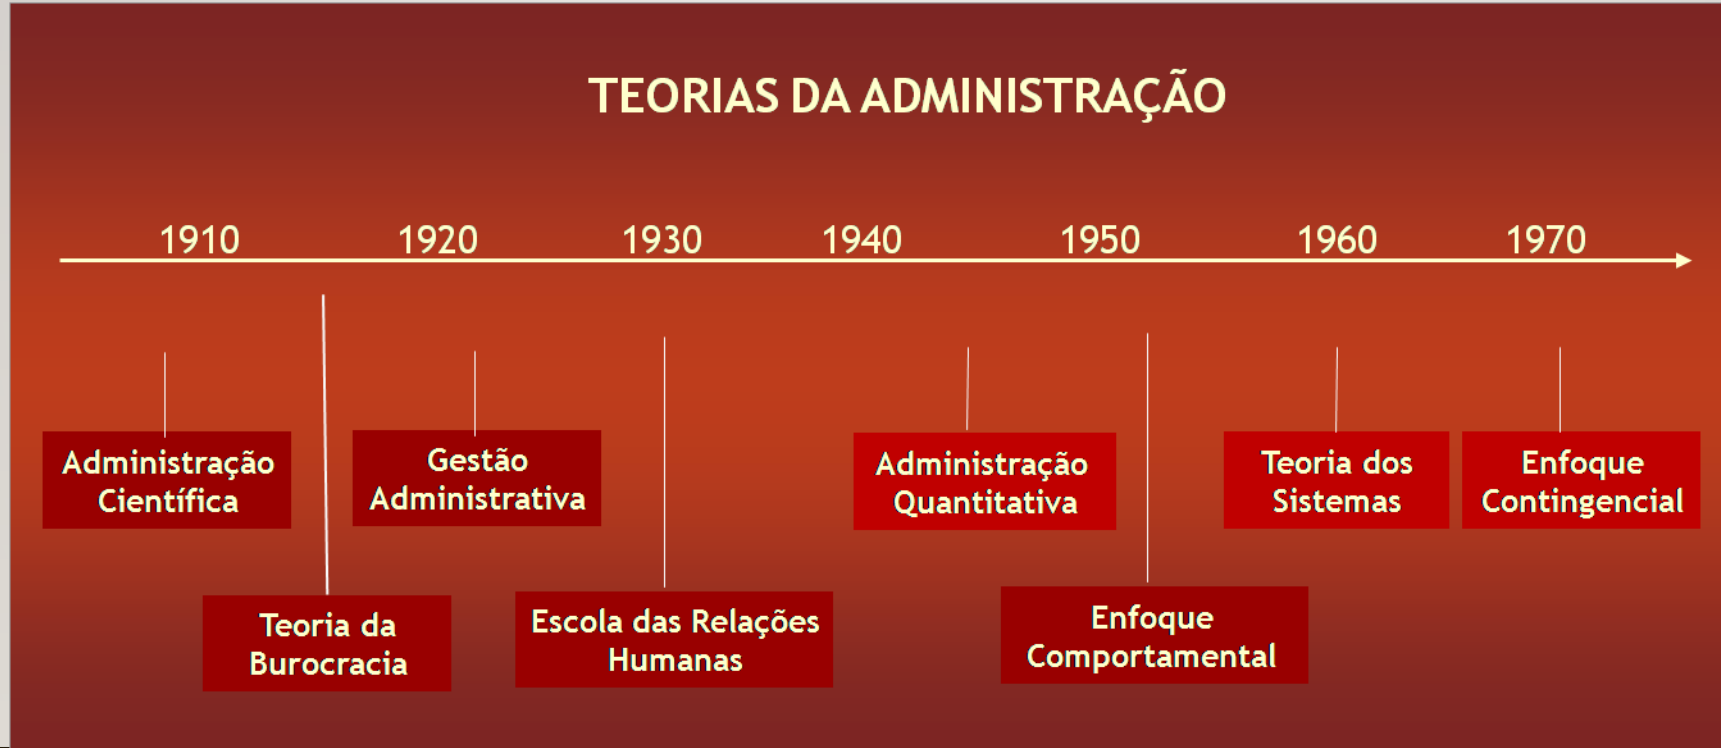 TEORIAS DA ADMINISTRAÇÃO
1910 1920 1930 1940 1950 1960 1970
Administração
Científica
Gestão
Administrativa
Administração
Quantitativa
Teoria dos
Sistemas
Enfoque
Contingencial
Teoria da
Burocracia
Escola das Relações
Humanas
Enfoque
Comportamental